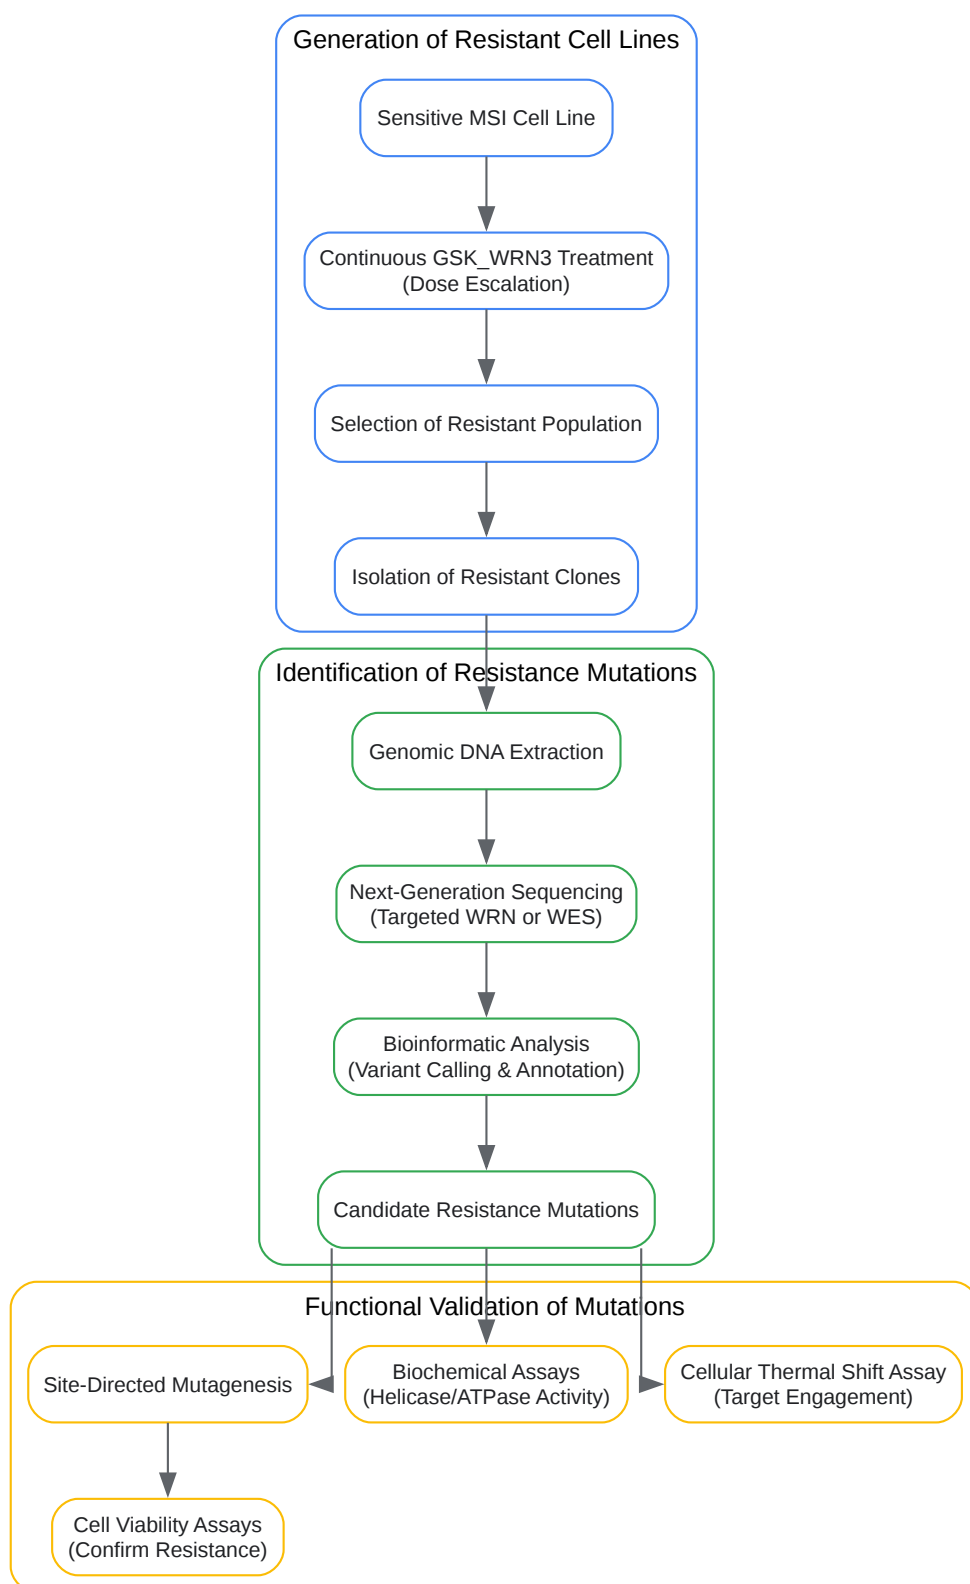 Generation of Resistant Cell Lines
Sensitive MSI Cell Line
Continuous GSK_WRN3 Treatment
(Dose Escalation)
Selection of Resistant Population
Isolation of Resistant Clones
Identification of Resistance Mutations
Genomic DNA Extraction
Next-Generation Sequencing
(Targeted WRN or WES)
Bioinformatic Analysis
(Variant Calling & Annotation)
Candidate Resistance Mutations
Functional Validation of Mutations
Site-Directed Mutagenesis
Biochemical Assays
(Helicase/ATPase Activity)
Cellular Thermal Shift Assay
(Target Engagement)
Cell Viability Assays
(Confirm Resistance)